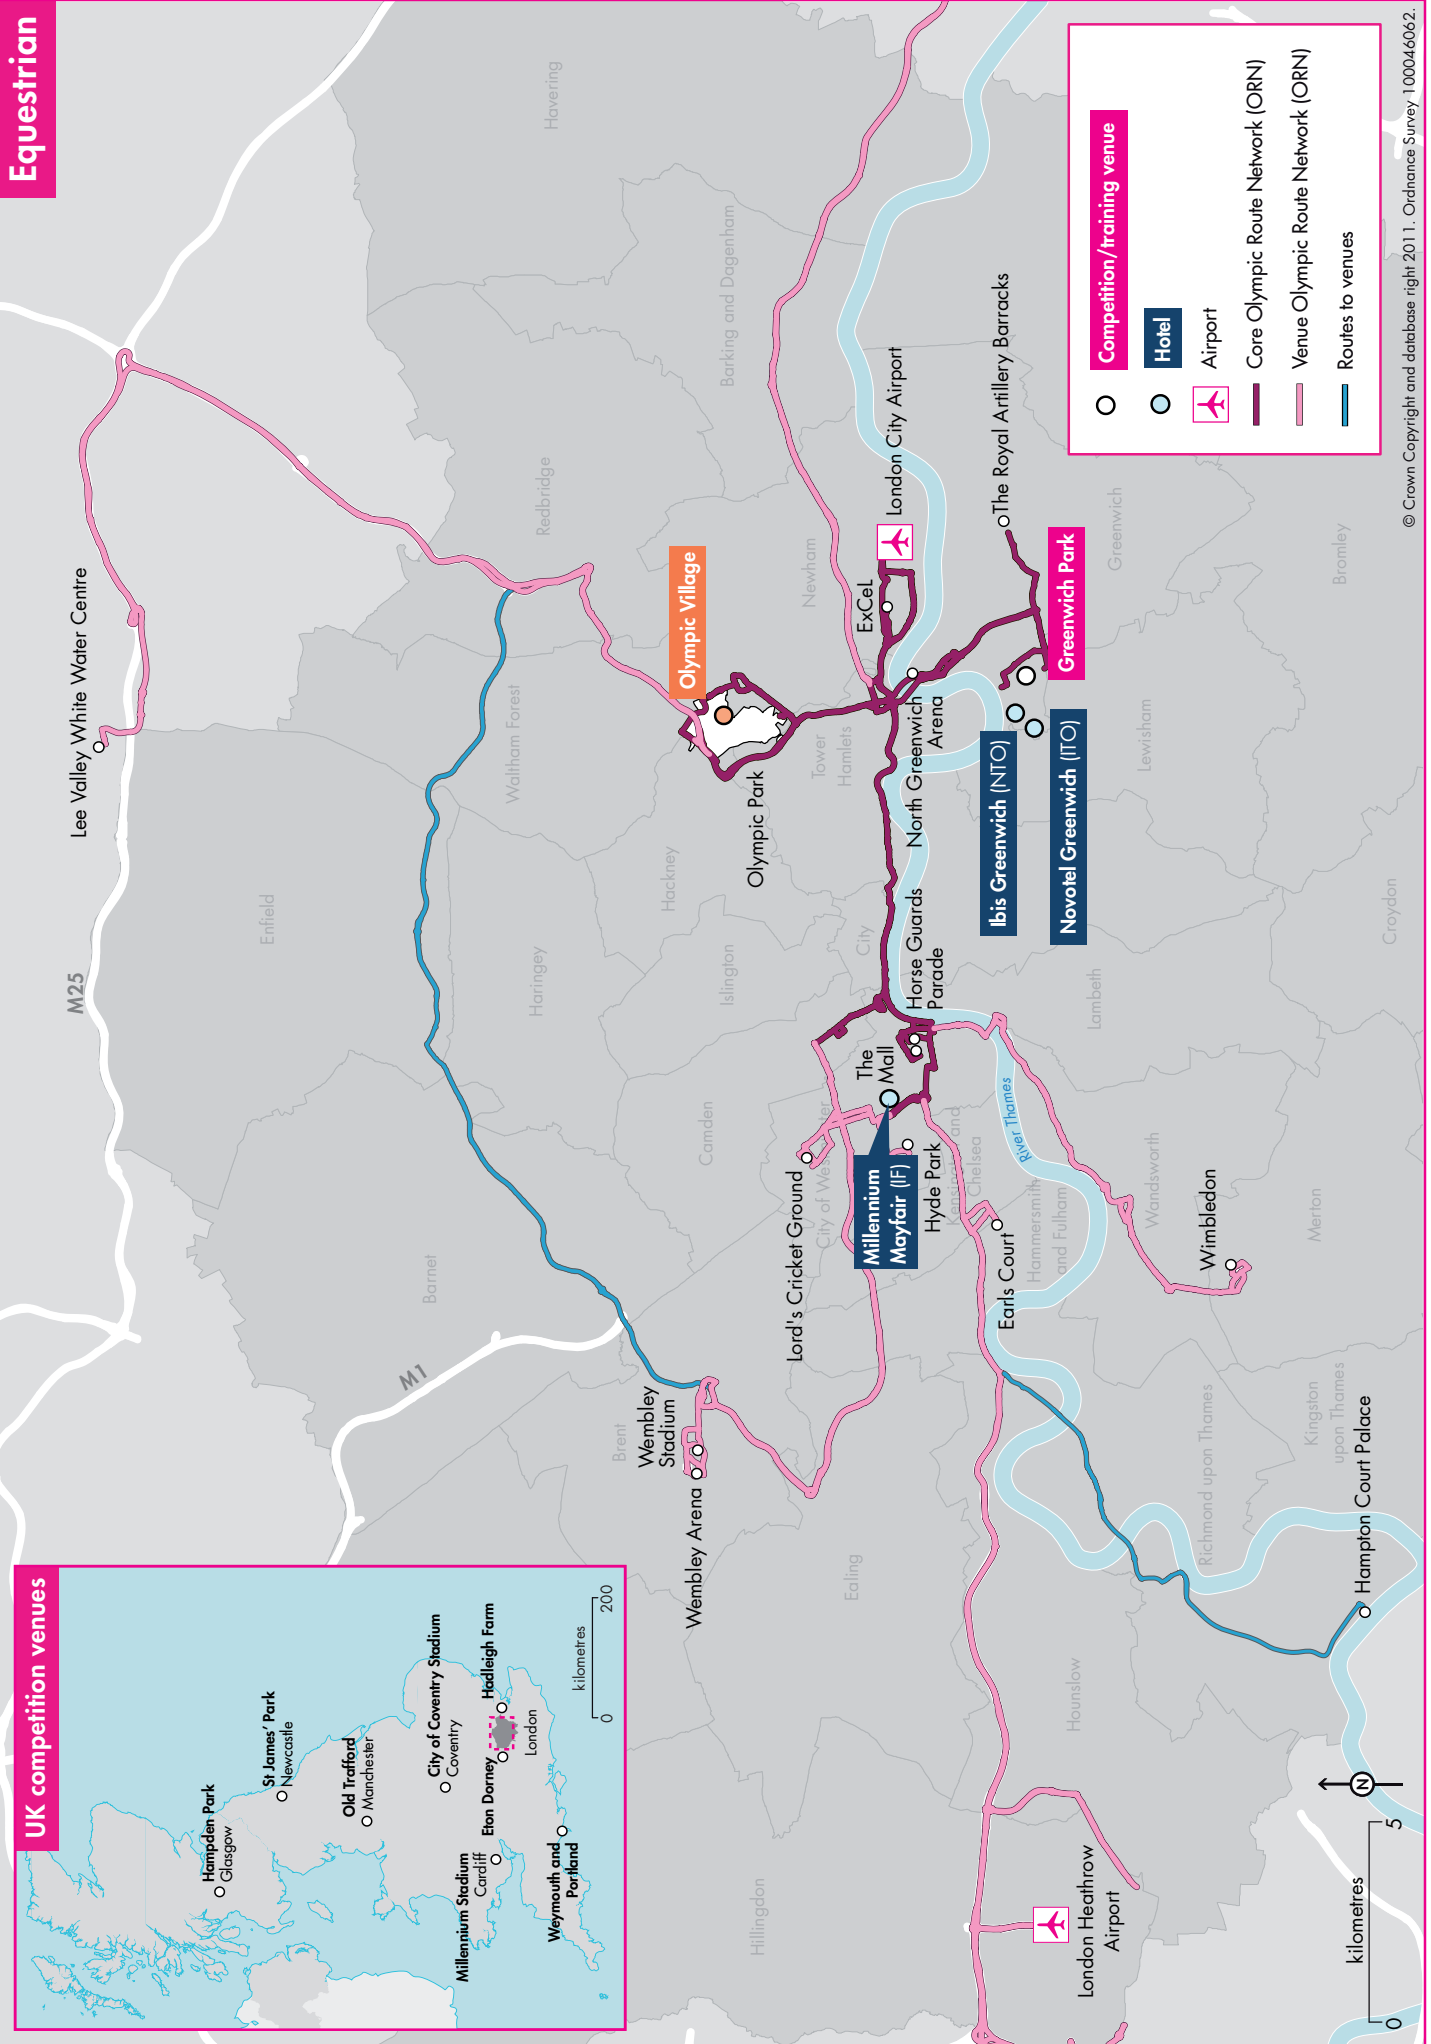 Equestrian
UK competition venues
Hampden Park
Glasgow
St James' Park
Newcastle
Old Trafford
Manchester
City of Coventry Stadium
Coventry
Millennium Stadium
Cardiff
Eton Dorney
Hadleigh Farm
London
Weymouth and
Portland
kilometres
0
200
M25
M1
Lee Valley White Water Centre
Enfield
Barnet
Haringey
Waltham Forest
Redbridge
Havering
Barking and Dagenham
Brent
Camden
Islington
Hackney
Newham
Tower
Hamlets
City
Ealing
Hillingdon
Hounslow
City of Wes
ter
Kensing
and
Chelsea
Hammersmith
and Fulham
Wandsworth
Lambeth
Lewisham
Greenwich
Bromley
Croydon
Merton
Richmond upon Thames
Kingston
upon Thames
River Thames
Wembley
Stadium
Wembley Arena
Olympic Village
Olympic Park
Lord's Cricket Ground
The
Mall
Millennium
Mayfair (IF)
Hyde Park
Earls Court
Horse Guards
Parade
North Greenwich
Arena
ExCeL
London City Airport
The Royal Artillery Barracks
Greenwich Park
Ibis Greenwich (NTO)
Novotel Greenwich (ITO)
Wimbledon
Hampton Court Palace
London Heathrow
Airport
kilometres
0
5
N
Competition/training venue
Hotel
Airport
Core Olympic Route Network (ORN)
Venue Olympic Route Network (ORN)
Routes to venues
© Crown Copyright and database right 2011. Ordnance Survey 100046062.